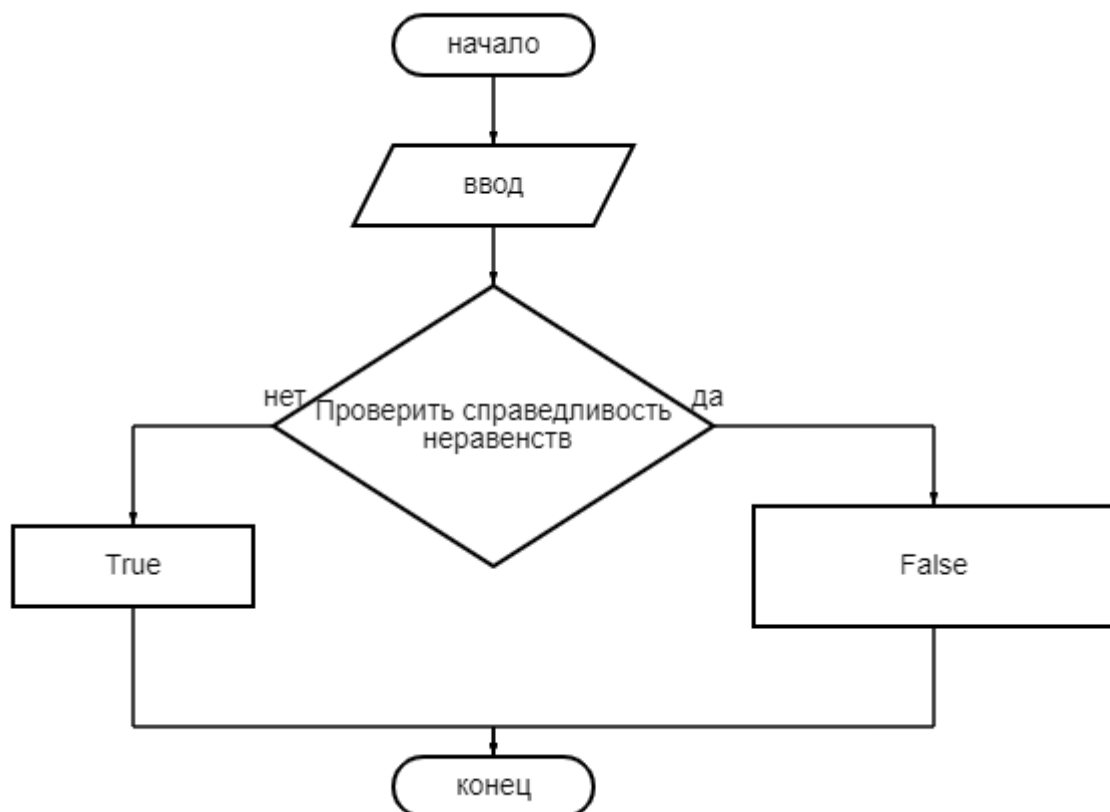 начало
ввод
нет
да
Проверить справедливость
неравенств
True
False
конец